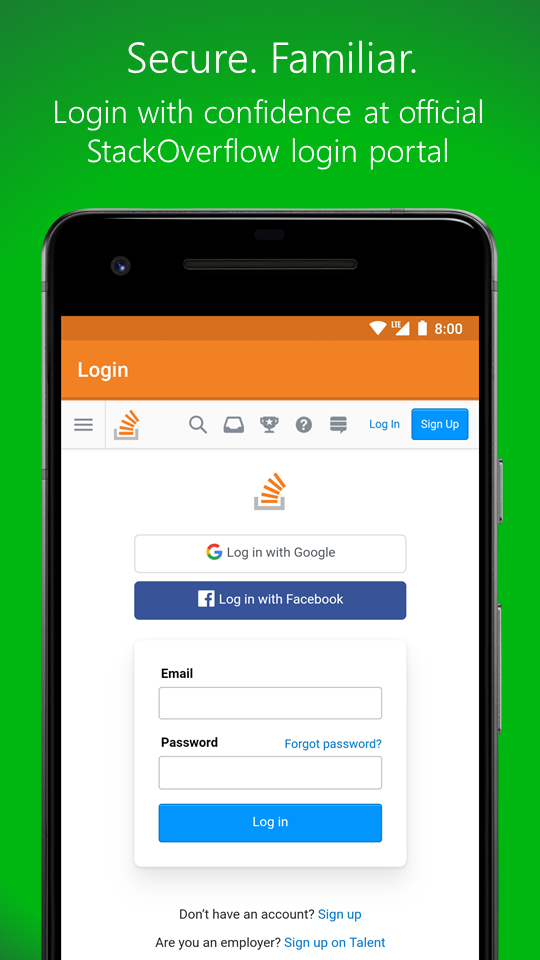 Secure. Familiar.
Login with confidence at official
StackOverflow login portal
LTE 8:00
Login
Log In
Sign Up
Log in with Google
Log in with Facebook
Email
Password
Forgot password?
Log in
Don't have an account? Sign up
Are you an employer? Sign up on Talent